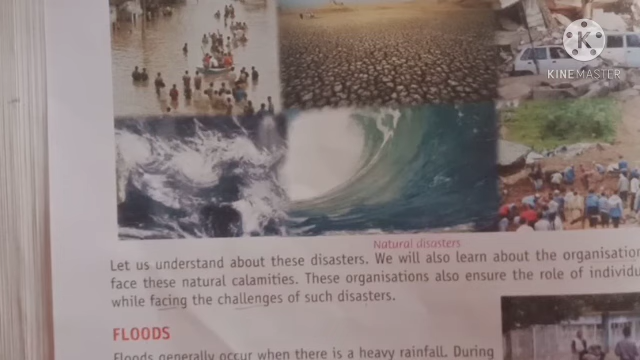 KINEMASTER
Natural disasters
Let us understand about these disasters. We will also learn about the
face these natural calamities. These organisations also ensure the role of
while facing the challenges of such disasters.
FLOODS
Floods generally occur when there is a heavy rainfall. During